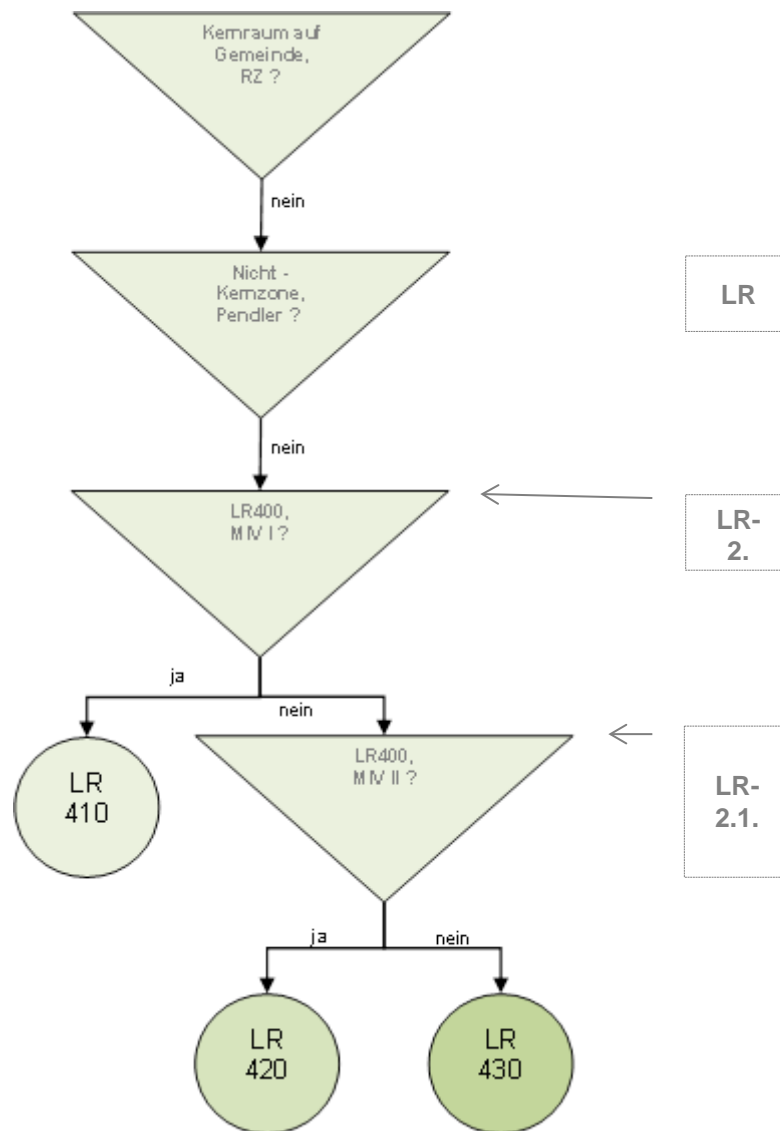 Kernraum auf
Gemeinde,
RZ ?
nein
Nicht -
Kernzone,
Pendler ?
LR
nein
LR400,
MIV I ?
LR-
2.
ja
nein
LR
410
LR400,
MIV II ?
LR-
2.1.
ja
nein
LR
420
LR
430